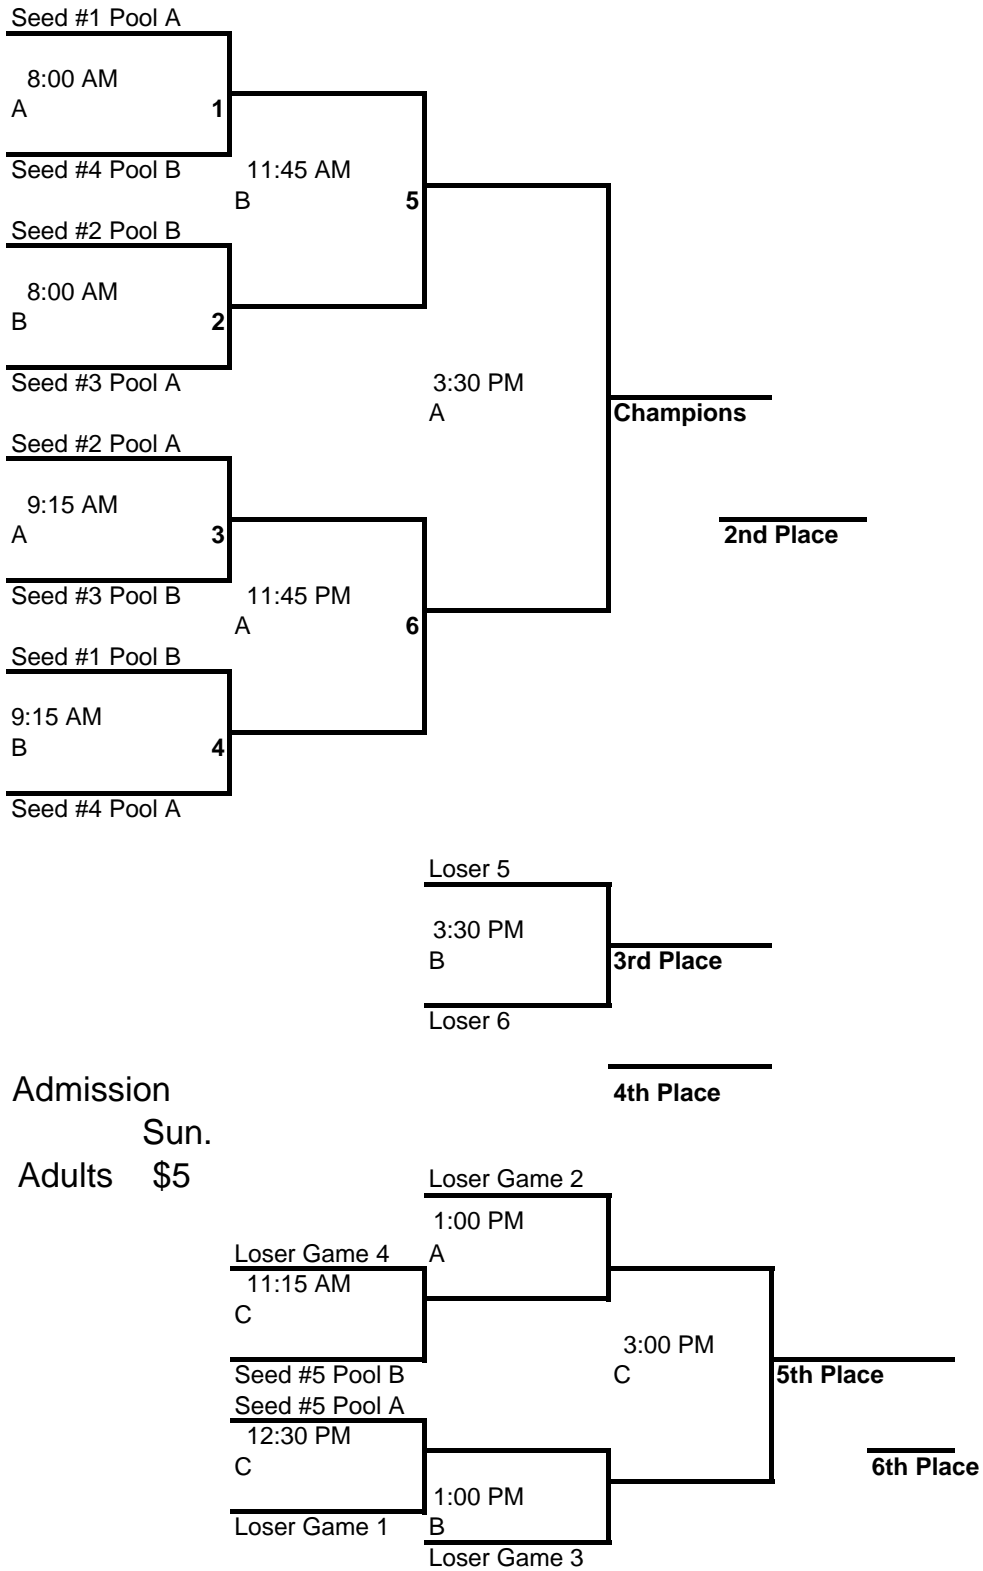 Seed #1 Pool A
8:00 AM
A 1
Seed #4 Pool B
11:45 AM
B 5
Seed #2 Pool B
8:00 AM
B 2
Seed #3 Pool A
3:30 PM
A
Champions
Seed #2 Pool A
9:15 AM
A 3
2nd Place
Seed #3 Pool B
11:45 PM
A 6
Seed #1 Pool B
9:15 AM
B 4
Seed #4 Pool A
Loser 5
3:30 PM
B
3rd Place
Loser 6
Admission
4th Place
Sun.
Adults $5
Loser Game 2
1:00 PM
A
Loser Game 4
11:15 AM
C
3:00 PM
C
Seed #5 Pool B
5th Place
Seed #5 Pool A
12:30 PM
C
6th Place
1:00 PM
B
Loser Game 1
Loser Game 3